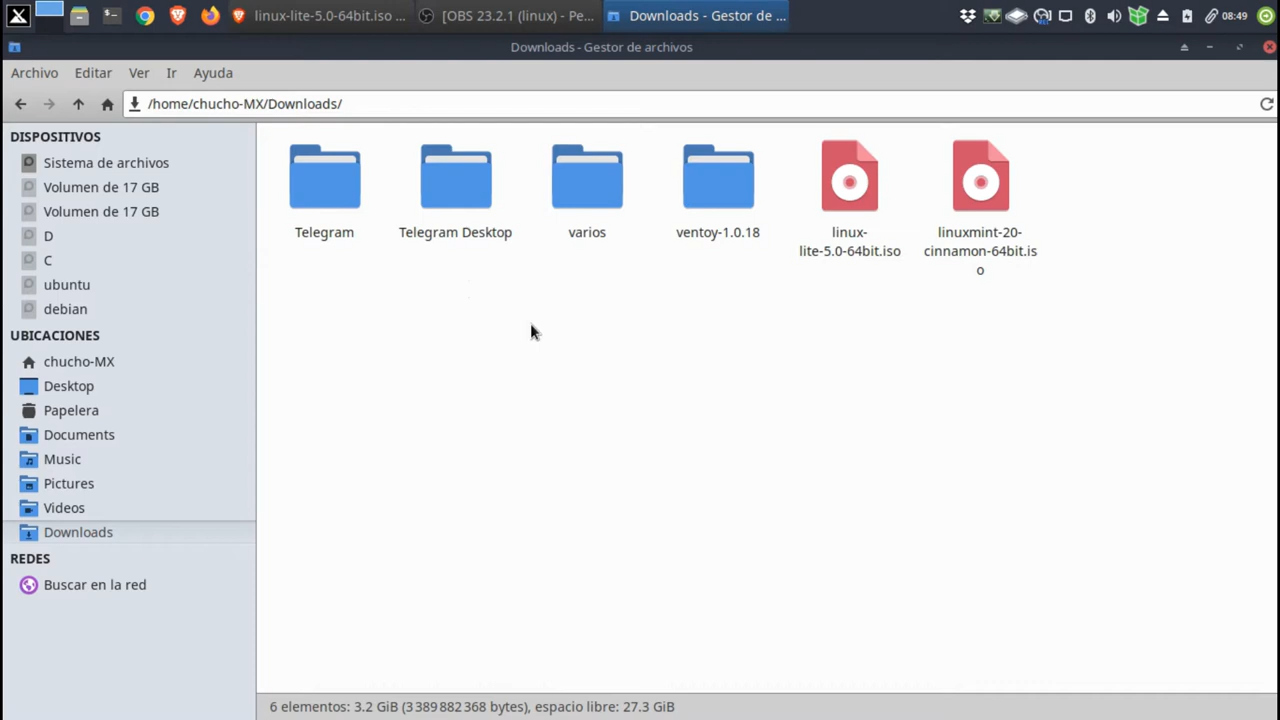 linux-lite-5.0-64bit.iso ...
[OBS 23.2.1 (linux) - Pe...
Downloads - Gestor de ...
08:49
Downloads - Gestor de archivos
Archivo Editar Ver Ir Ayuda
/home/chucho-MX/Downloads/
DISPOSITIVOS
Sistema de archivos
Volumen de 17 GB
Volumen de 17 GB
D
C
ubuntu
debian
UBICACIONES
chucho-MX
Desktop
Papelera
Documents
Music
Pictures
Videos
Downloads
REDES
Buscar en la red
Telegram
Telegram Desktop
varios
ventoy-1.0.18
linux-
lite-5.0-64bit.iso
linuxmint-20-
cinnamon-64bit.is
o
6 elementos: 3.2 GiB (3 389 882 368 bytes), espacio libre: 27.3 GiB